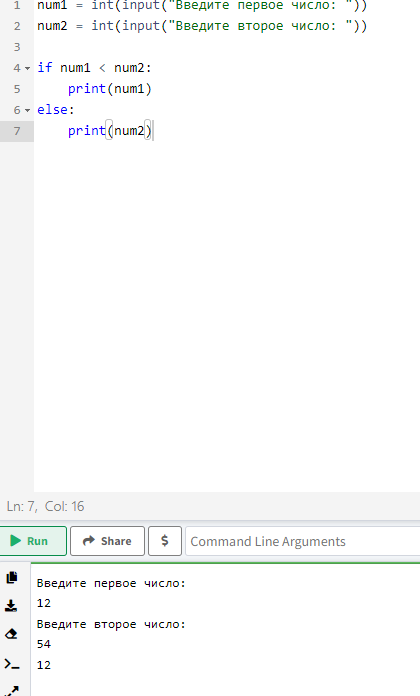 1 num1 = int(input("Введите первое число: "))
2 num2 = int(input("Введите второе число: "))
3
4 if num1 < num2:
5     print(num1)
6 else:
7     print(num2)
Ln: 7, Col: 16
Run Share $ Command Line Arguments
Введите первое число:
12
Введите второе число:
54
12